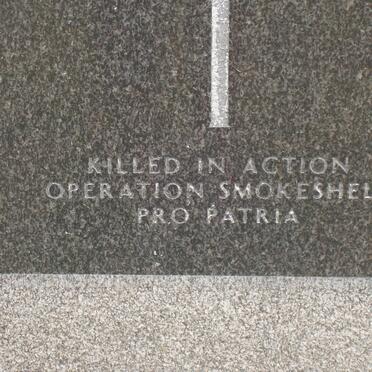 KILLED IN ACTION
OPERATION SMOKESHEL
PRO PATRIA